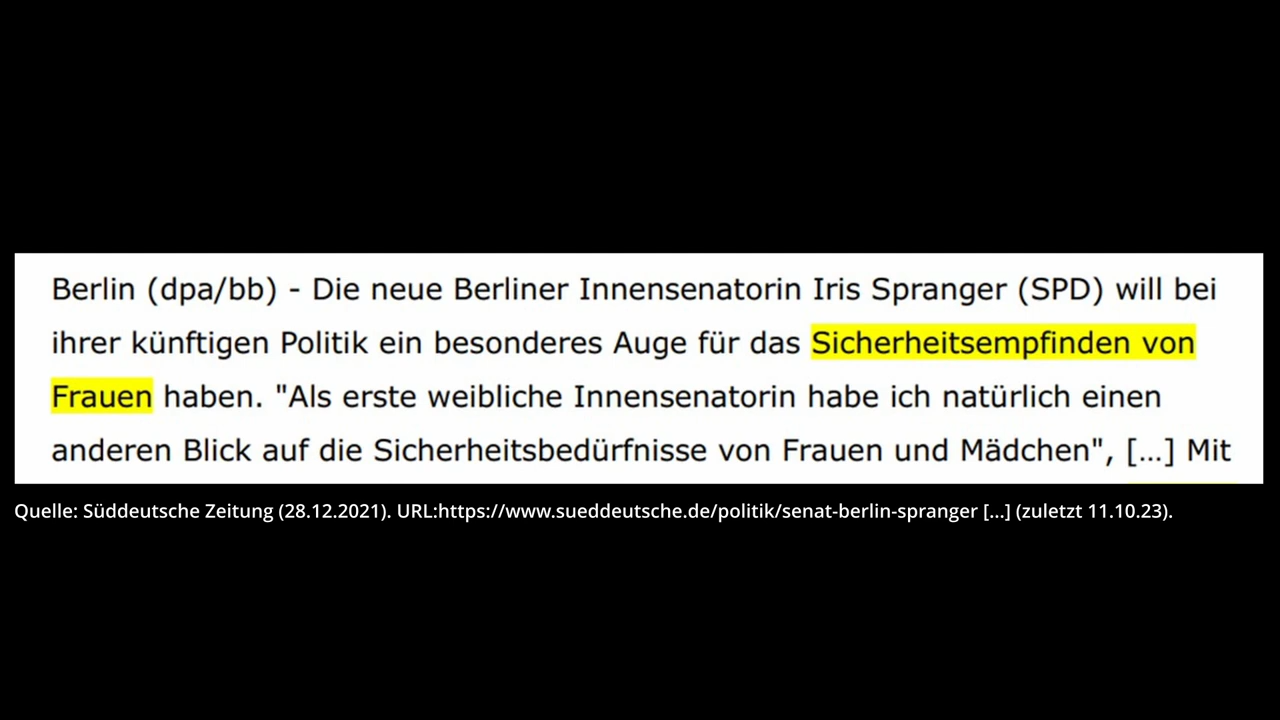 Berlin (dpa/bb) - Die neue Berliner Innensenatorin Iris Spranger (SPD) will bei
ihrer künftigen Politik ein besonderes Auge für das Sicherheitsempfinden von
Frauen haben. "Als erste weibliche Innensenatorin habe ich natürlich einen
anderen Blick auf die Sicherheitsbedürfnisse von Frauen und Mädchen", [...] Mit
Quelle: Süddeutsche Zeitung (28.12.2021). URL:https://www.sueddeutsche.de/politik/senat-berlin-spranger [...] (zuletzt 11.10.23).